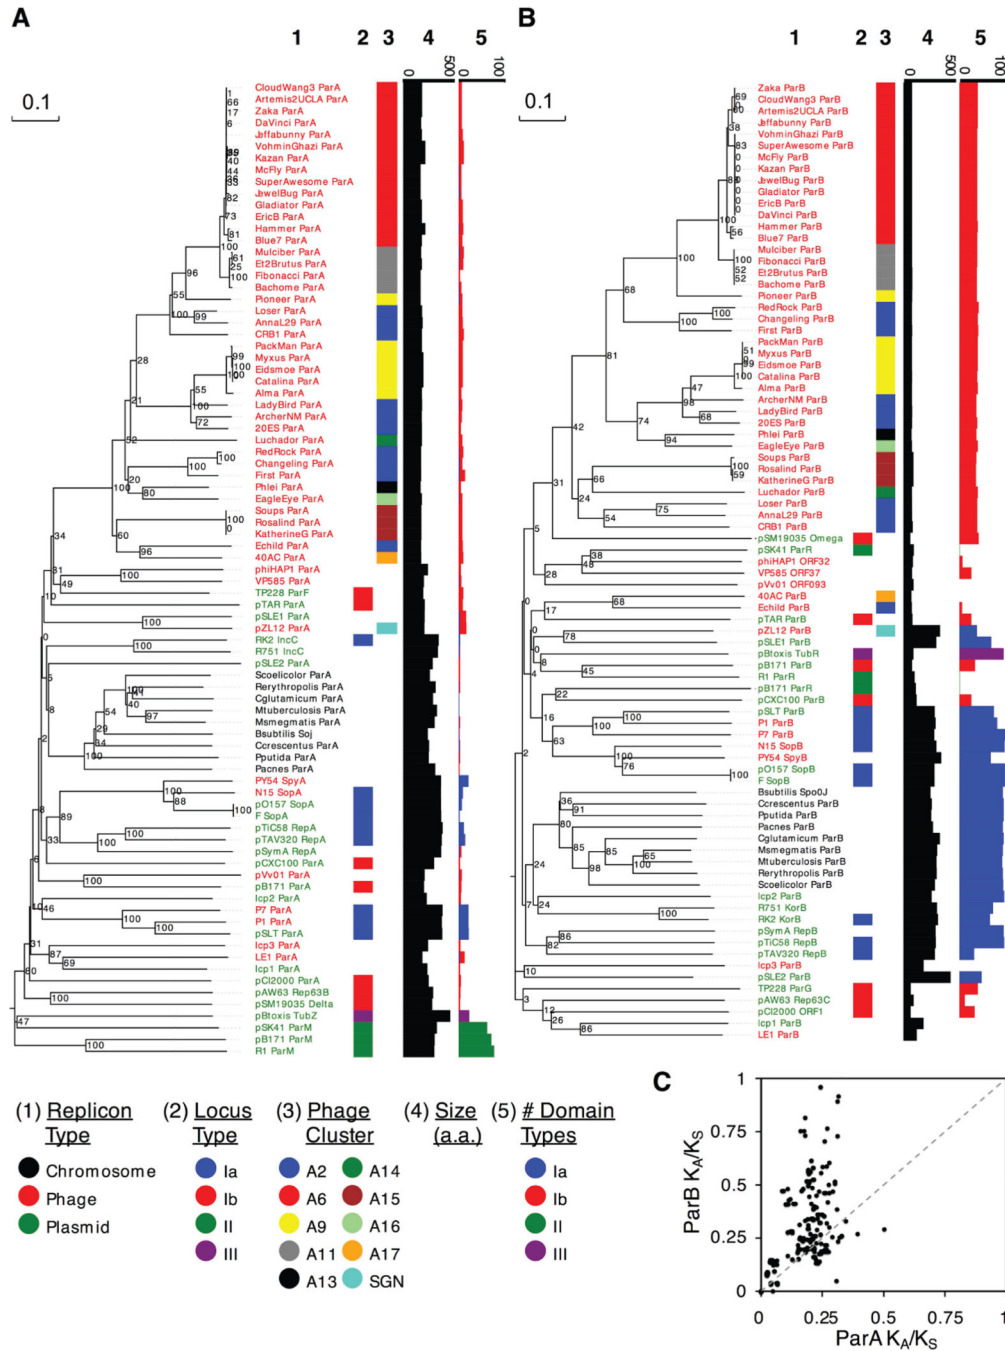 A
1 2 3 4 5
0 500 0 100
0.1
CloudWang3 ParA
Artemis2UCLA ParA
Zaka ParA
DaVinci ParA
Jeffabunny ParA
VohminGhazi ParA
Kazan ParA
McFly ParA
SuperAwesome ParA
JewelBug ParA
Gladiator ParA
EricB ParA
Hammer ParA
Blue7 ParA
Mulciber ParA
Et2Brutus ParA
Fibonacci ParA
Bachome ParA
Pioneer ParA
Loser ParA
AnnaL29 ParA
CRB1 ParA
PackMan ParA
Myxus ParA
Eidsmoe ParA
Catalina ParA
Alma ParA
LadyBird ParA
ArcherNM ParA
20ES ParA
Luchador ParA
RedRock ParA
Changeling ParA
First ParA
Phlei ParA
EagleEye ParA
Soups ParA
Rosalind ParA
KatherineG ParA
Echild ParA
40AC ParA
phiHAP1 ParA
VP585 ParA
TP228 ParF
pTAR ParA
pSLE1 ParA
pZL12 ParA
RK2 IncC
R751 IncC
pSLE2 ParA
Scoelicolor ParA
Rerythropolis ParA
Cglutamicum ParA
Mtuberculosis ParA
Msmegmatis ParA
Bsubtilis Soj
Ccrescentus ParA
Pputida ParA
Pacnes ParA
PY54 SpyA
N15 SopA
pO157 SopA
F SopA
pTiC58 RepA
pTAV320 RepA
pSymA RepA
pCXC100 ParA
pVv01 ParA
pB171 ParA
Icp2 ParA
P7 ParA
P1 ParA
pSLT ParA
Icp3 ParA
LE1 ParA
Icp1 ParA
pCI2000 ParA
pAW63 Rep63B
pSM19035 Delta
pBtoxis TubZ
pSK41 ParM
pB171 ParM
R1 ParM
B
1 2 3 4 5
0 500 0 100
0.1
Zaka ParB
CloudWang3 ParB
Artemis2UCLA ParB
Jeffabunny ParB
VohminGhazi ParB
SuperAwesome ParB
McFly ParB
Kazan ParB
JewelBug ParB
Gladiator ParB
EricB ParB
DaVinci ParB
Hammer ParB
Blue7 ParB
Mulciber ParB
Fibonacci ParB
Et2Brutus ParB
Bachome ParB
Pioneer ParB
RedRock ParB
Changeling ParB
First ParB
PackMan ParB
Myxus ParB
Eidsmoe ParB
Catalina ParB
Alma ParB
ArcherNM ParB
LadyBird ParB
20ES ParB
Phlei ParB
EagleEye ParB
Soups ParB
Rosalind ParB
KatherineG ParB
Luchador ParB
Loser ParB
AnnaL29 ParB
CRB1 ParB
pSM19035 Omega
pSK41 ParR
phiHAP1 ORF32
VP585 ORF37
pVv01 ORF093
40AC ParB
Echild ParB
pTAR ParB
pZL12 ParB
pSLE1 ParB
pBtoxis TubR
pB171 ParB
R1 ParR
pB171 ParR
pCXC100 ParB
pSLT ParB
P1 ParB
P7 ParB
N15 SopB
PY54 SpyB
pO157 SopB
F SopB
Bsubtilis Spo0J
Ccrescentus ParB
Pputida ParB
Pacnes ParB
Cglutamicum ParB
Msmegmatis ParB
Mtuberculosis ParB
Rerythropolis ParB
Scoelicolor ParB
Icp2 ParB
R751 KorB
RK2 KorB
pSymA RepB
pTiC58 RepB
pTAV320 RepB
Icp3 ParB
pSLE2 ParB
TP228 ParG
pAW63 Rep63C
pCI2000 ORF1
Icp1 ParB
LE1 ParB
(1) Replicon Type
Chromosome
Phage
Plasmid
(2) Locus Type
Ia
Ib
II
III
(3) Phage Cluster
A2
A6
A9
A11
A13
A14
A15
A16
A17
SGN
(4) Size (a.a.)
(5) # Domain Types
Ia
Ib
II
III
C
1
0.75
0.5
0.25
0
ParB KA/KS
0 0.25 0.5 0.75 1
ParA KA/KS